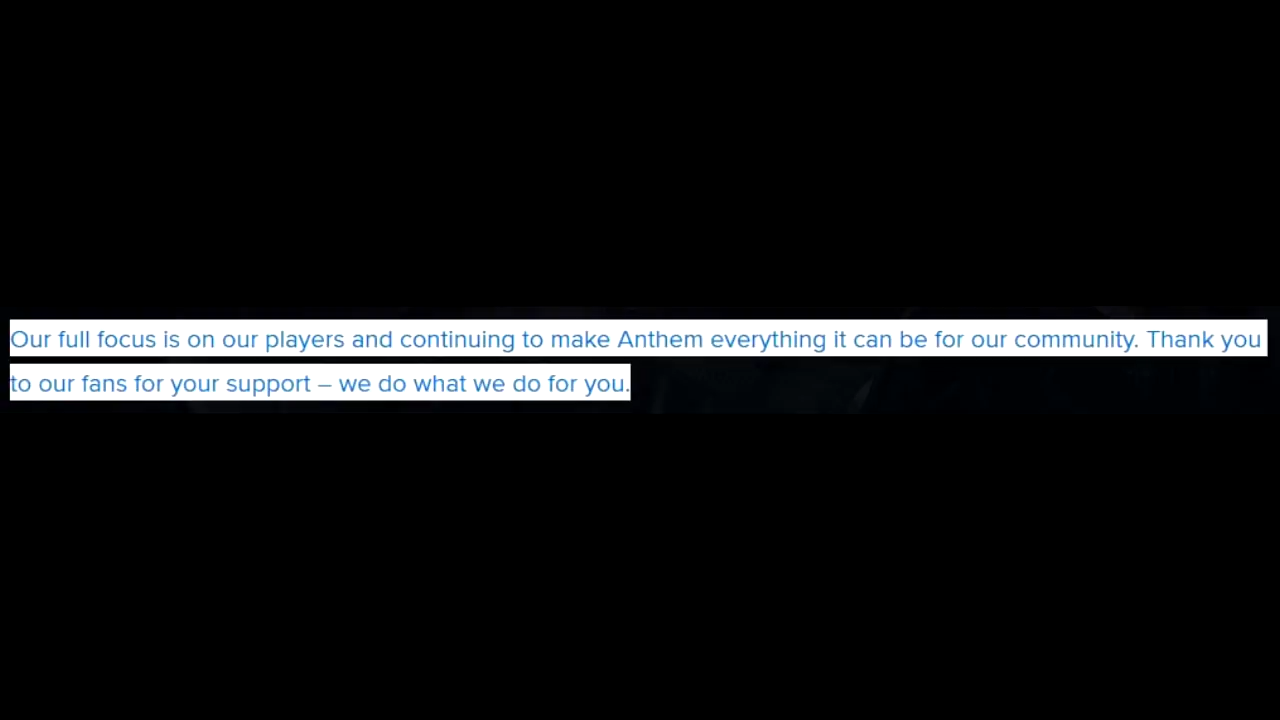 Our full focus is on our players and continuing to make Anthem everything it can be for our community. Thank you
to our fans for your support – we do what we do for you.